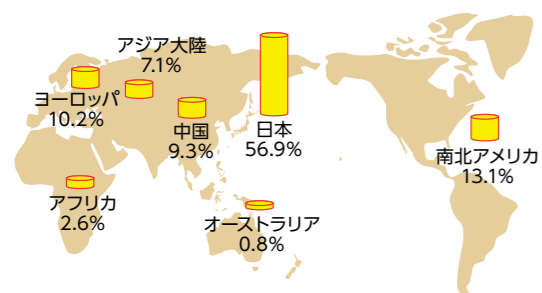 アジア大陸
7.1%
ヨーロッパ
10.2%
中国
9.3%
日本
56.9%
南北アメリカ
13.1%
アフリカ
2.6%
オーストラリア
0.8%